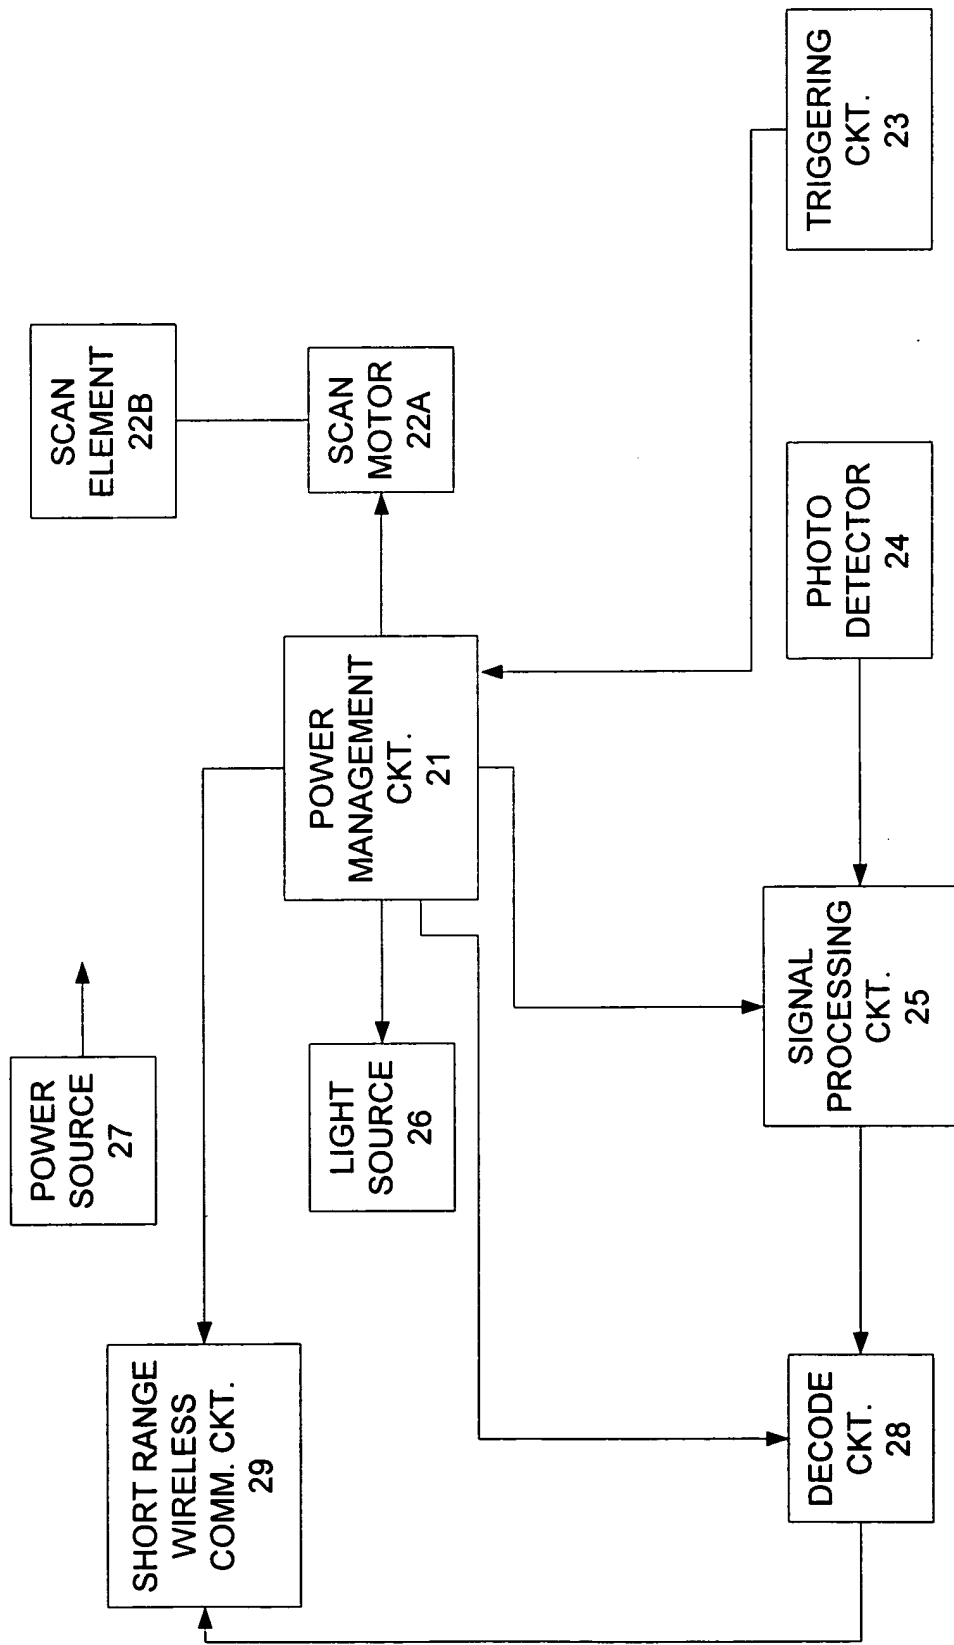 SHORT RANGE
WIRELESS
COMM. CKT.
29
POWER
SOURCE
27
SCAN
ELEMENT
22B
LIGHT
SOURCE
26
POWER
MANAGEMENT
CKT.
21
SCAN
MOTOR
22A
DECODE
CKT.
28
SIGNAL
PROCESSING
CKT.
25
PHOTO
DETECTOR
24
TRIGGERING
CKT.
23